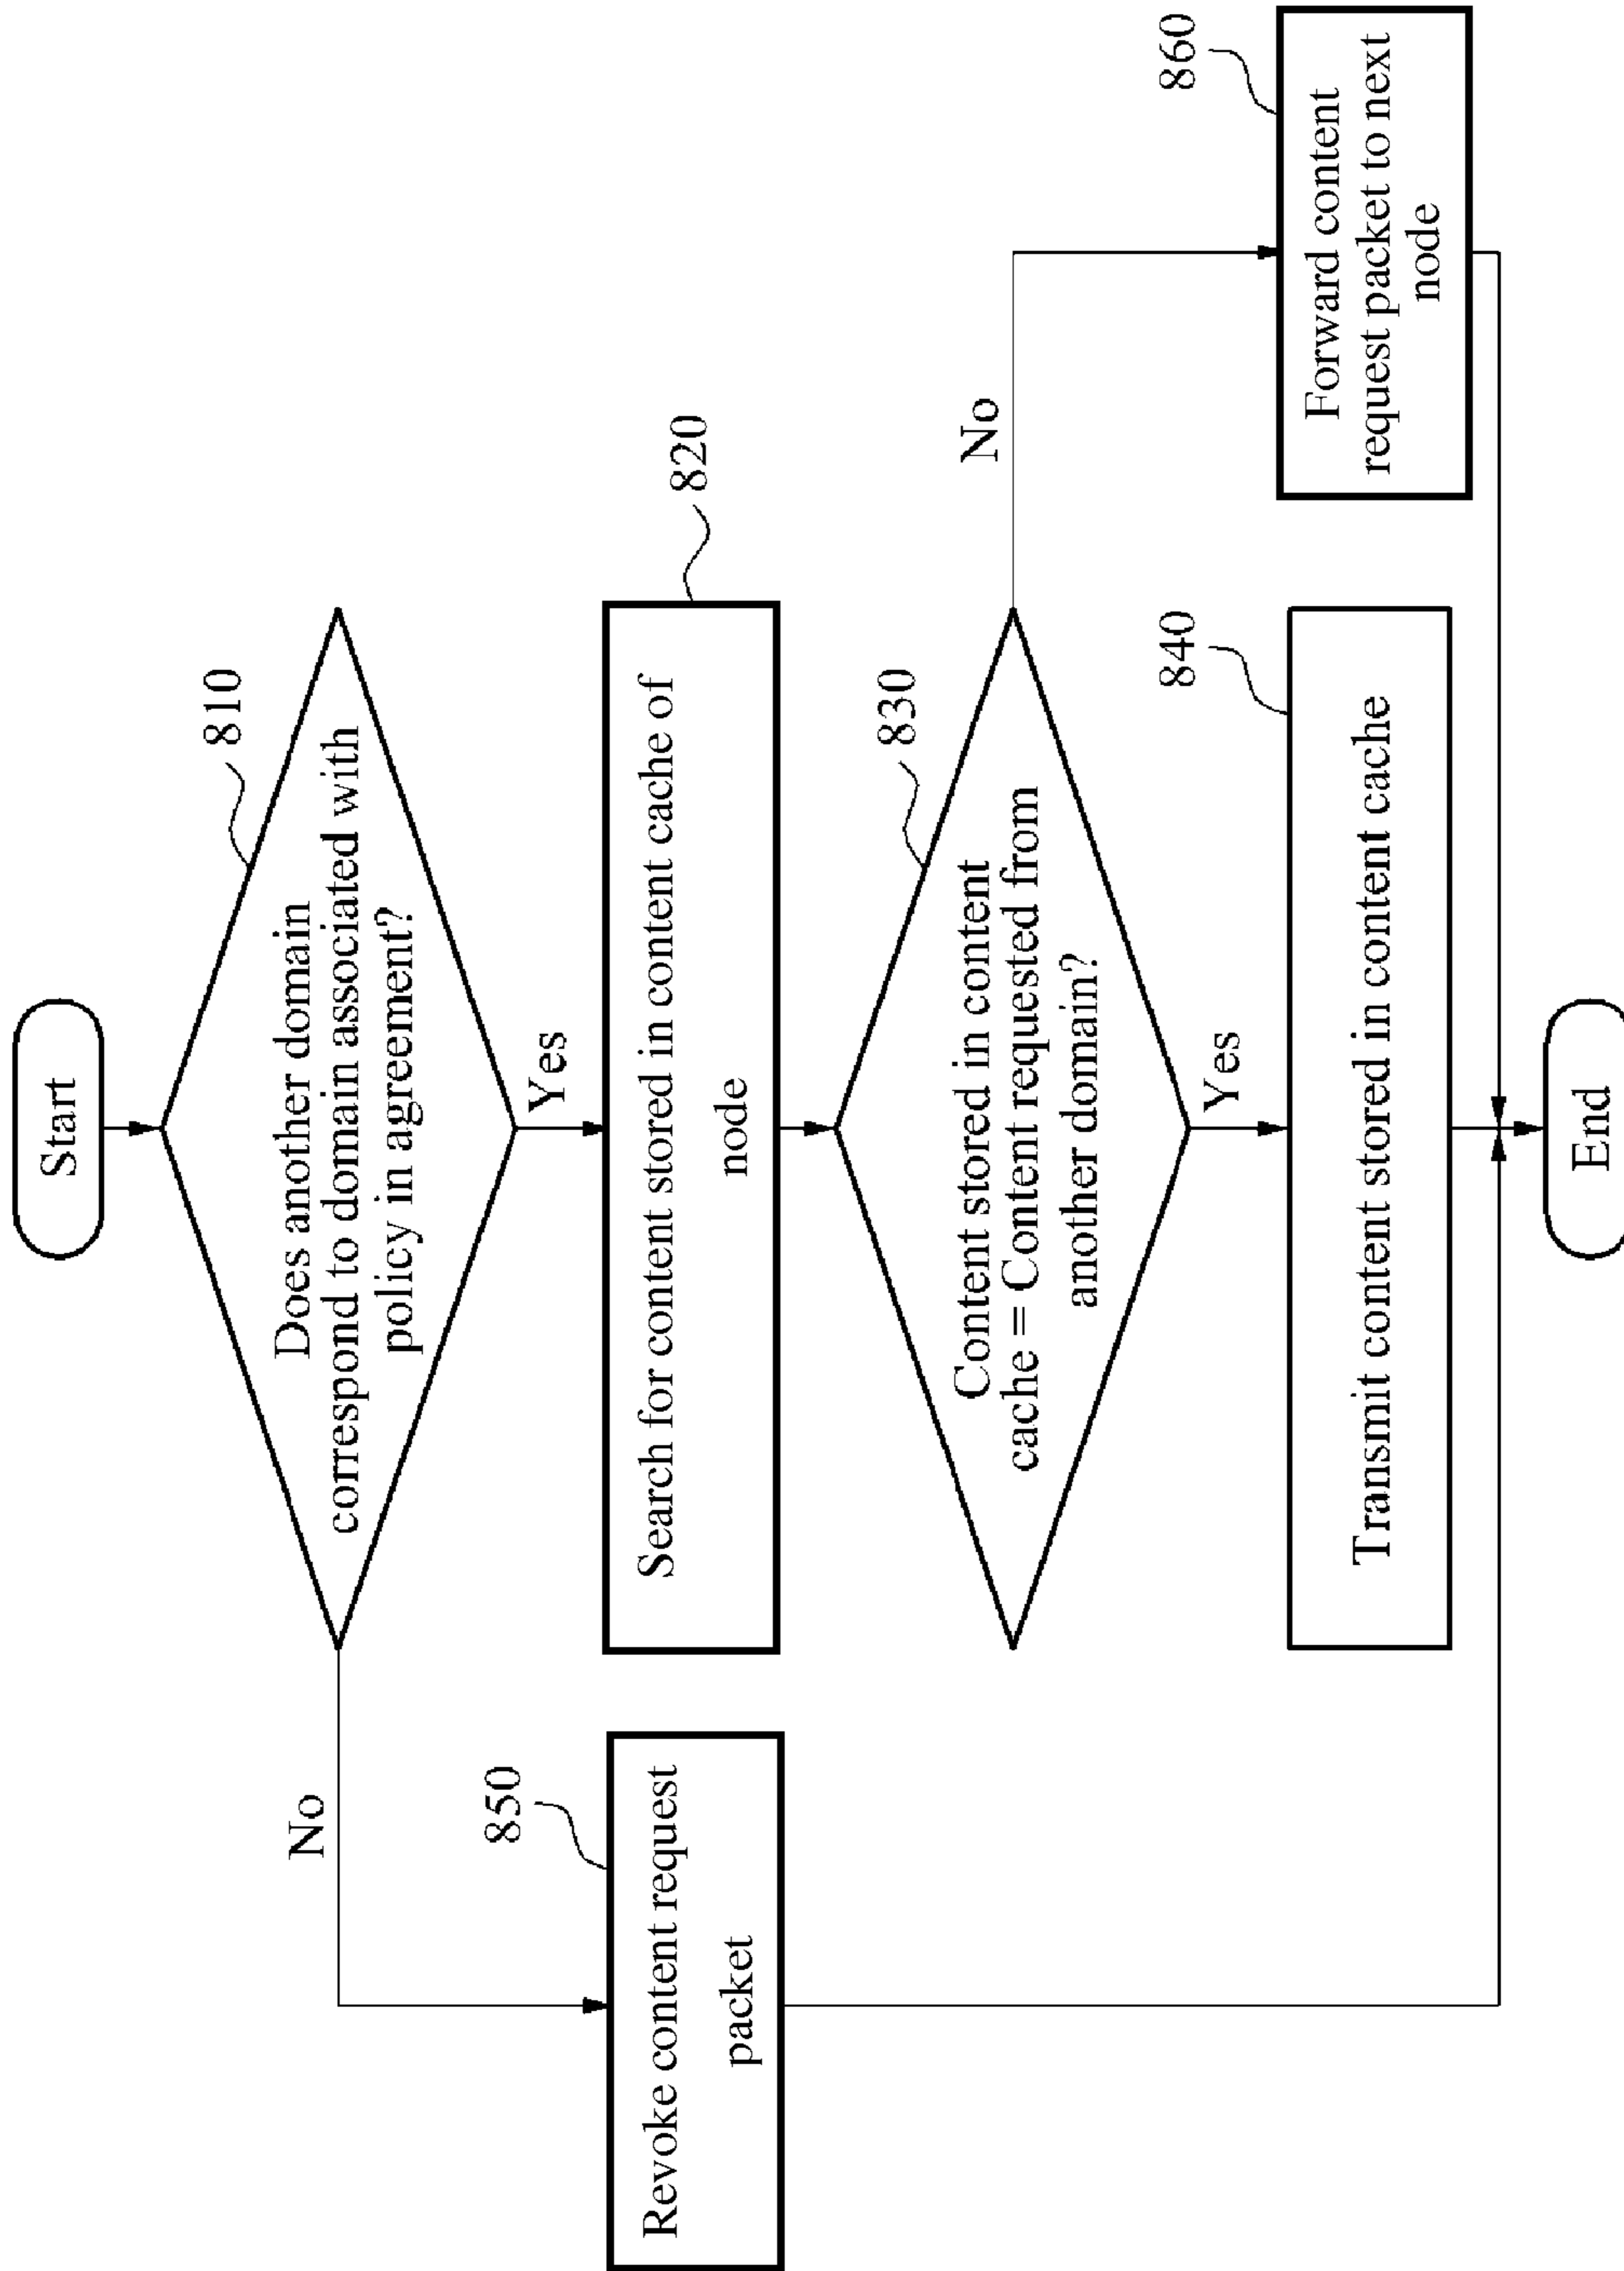 Start
810
Does another domain
correspond to domain associated with
policy in agreement?
No
Yes
850
Revoke content request
packet
820
Search for content stored in content cache of
node
830
Content stored in content
cache = Content requested from
another domain?
No
Yes
840
Transmit content stored in content cache
860
Forward content
request packet to next
node
End